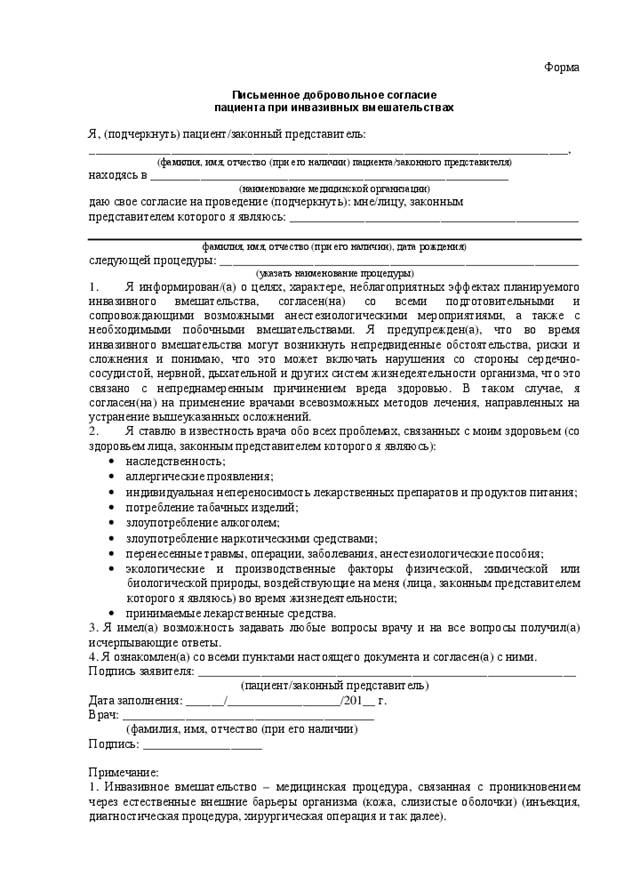 Форма
Письменное добровольное согласие
пациента при инвазивных вмешательствах
Я, (подчеркнуть) пациент/законный представитель:
______________________________________________________________________________,
(фамилия, имя, отчество (при его наличии) пациента/законного представителя)
находясь в ___________________________________________________________
(наименование медицинской организации)
даю свое согласие на проведение (подчеркнуть): мне/лицу, законным
представителем которого я являюсь: ________________________________________________
фамилия, имя, отчество (при его наличии), дата рождения)
следующей процедуры: ____________________________________________________________
(указать наименование процедуры)
1. Я информирован/(а) о целях, характере, неблагоприятных эффектах планируемого
инвазивного вмешательства, согласен(на) со всеми подготовительными и
сопровождающими возможными анестезиологическими мероприятиями, а также с
необходимыми побочными вмешательствами. Я предупрежден(а), что во время
инвазивного вмешательства могут возникнуть непредвиденные обстоятельства, риски и
сложнения и понимаю, что это может включать нарушения со стороны сердечно-
сосудистой, нервной, дыхательной и других систем жизнедеятельности организма, что это
связано с непреднамеренным причинением вреда здоровью. В таком случае, я
согласен(на) на применение врачами всевозможных методов лечения, направленных на
устранение вышеуказанных осложнений.
2. Я ставлю в известность врача обо всех проблемах, связанных с моим здоровьем (со
здоровьем лица, законным представителем которого я являюсь):
• наследственность;
• аллергические проявления;
• индивидуальная непереносимость лекарственных препаратов и продуктов питания;
• потребление табачных изделий;
• злоупотребление алкоголем;
• злоупотребление наркотическими средствами;
• перенесенные травмы, операции, заболевания, анестезиологические пособия;
• экологические и производственные факторы физической, химической или
биологической природы, воздействующие на меня (лица, законным представителем
которого я являюсь) во время жизнедеятельности;
• принимаемые лекарственные средства.
3. Я имел(а) возможность задавать любые вопросы врачу и на все вопросы получил(а)
исчерпывающие ответы.
4. Я ознакомлен(а) со всеми пунктами настоящего документа и согласен(а) с ними.
Подпись заявителя: _______________________________________________________________
(пациент/законный представитель)
Дата заполнения: ______/__________________/201__ г.
Врач: __________________________________________
(фамилия, имя, отчество (при его наличии)
Подпись: ____________________
Примечание:
1. Инвазивное вмешательство – медицинская процедура, связанная с проникновением
через естественные внешние барьеры организма (кожа, слизистые оболочки) (инъекция,
диагностическая процедура, хирургическая операция и так далее).